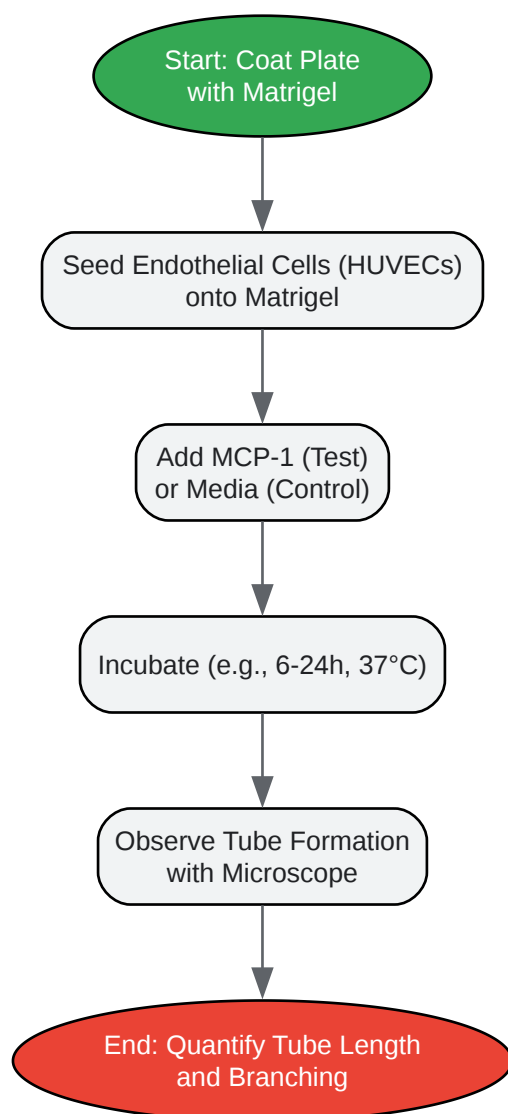 Start: Coat Plate
with Matrigel
Seed Endothelial Cells (HUVECs)
onto Matrigel
Add MCP-1 (Test)
or Media (Control)
Incubate (e.g., 6-24h, 37°C)
Observe Tube Formation
with Microscope
End: Quantify Tube Length
and Branching